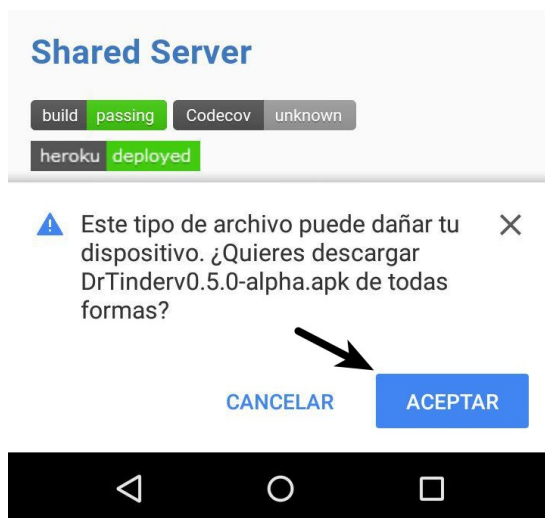 Shared Server
build passing Codecov unknown
heroku deployed
Este tipo de archivo puede dañar tu
dispositivo. ¿Quieres descargar
DrTinderv0.5.0-alpha.apk de todas
formas?
CANCELAR ACEPTAR